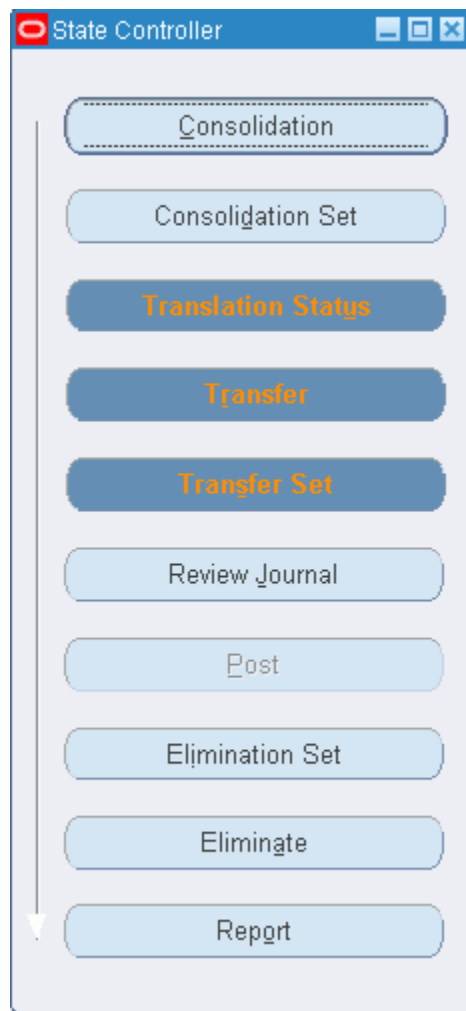 State Controller
Consolidation
Consolidation Set
Translation Status
Transfer
Transfer Set
Review Journal
Post
Elimination Set
Eliminate
Report